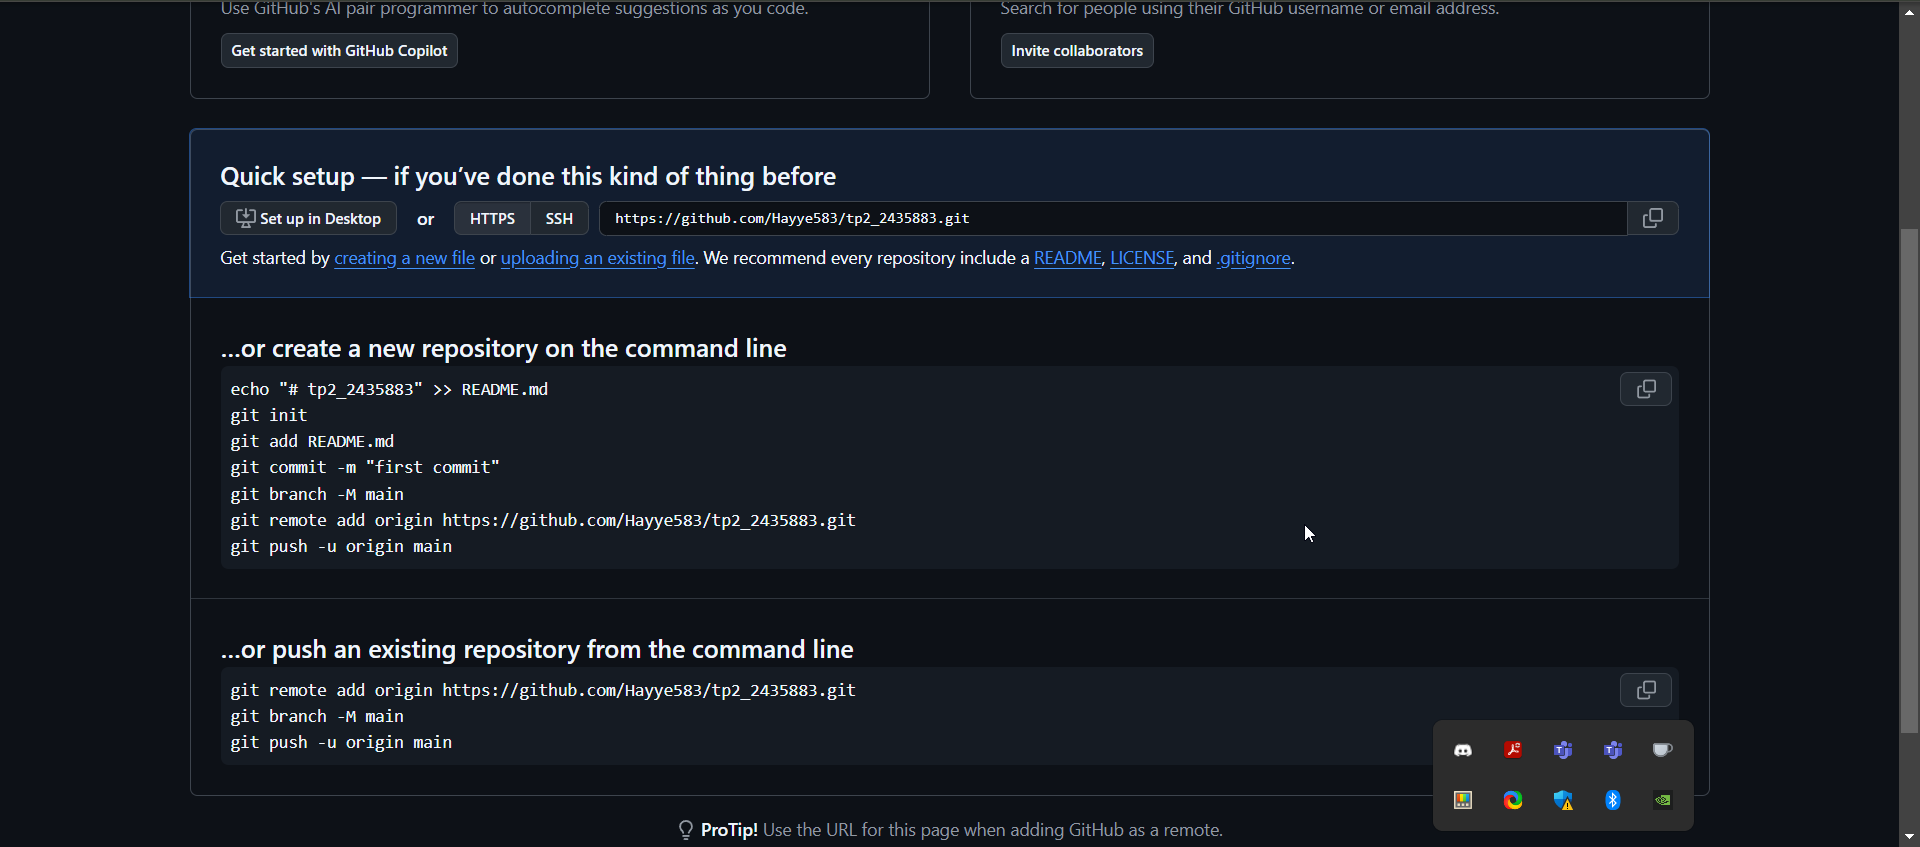 Use GitHub's AI pair programmer to autocomplete suggestions as you code.
Get started with GitHub Copilot
Search for people using their GitHub username or email address.
Invite collaborators
Quick setup — if you’ve done this kind of thing before
Set up in Desktop or HTTPS SSH https://github.com/Hayye583/tp2_2435883.git
Get started by creating a new file or uploading an existing file. We recommend every repository include a README, LICENSE, and .gitignore.
…or create a new repository on the command line
echo "# tp2_2435883" >> README.md
git init
git add README.md
git commit -m "first commit"
git branch -M main
git remote add origin https://github.com/Hayye583/tp2_2435883.git
git push -u origin main
…or push an existing repository from the command line
git remote add origin https://github.com/Hayye583/tp2_2435883.git
git branch -M main
git push -u origin main
ProTip! Use the URL for this page when adding GitHub as a remote.